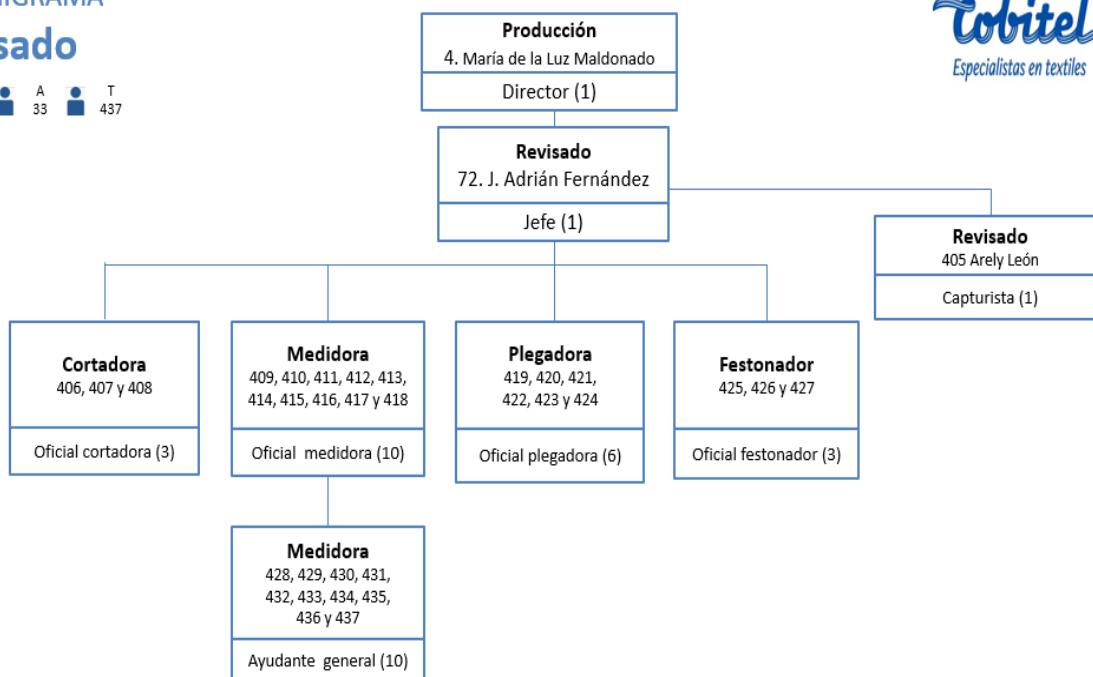 sado
A
33
T
437
Tobitel
Especialistas en textiles
Producción
4. María de la Luz Maldonado
Director (1)
Revisado
72. J. Adrián Fernández
Jefe (1)
Revisado
405 Arely León
Capturista (1)
Cortadora
406, 407 y 408
Oficial cortadora (3)
Medidora
409, 410, 411, 412, 413,
414, 415, 416, 417 y 418
Oficial medidora (10)
Plegadora
419, 420, 421,
422, 423 y 424
Oficial plegadora (6)
Festonador
425, 426 y 427
Oficial festonador (3)
Medidora
428, 429, 430, 431,
432, 433, 434, 435,
436 y 437
Ayudante general (10)